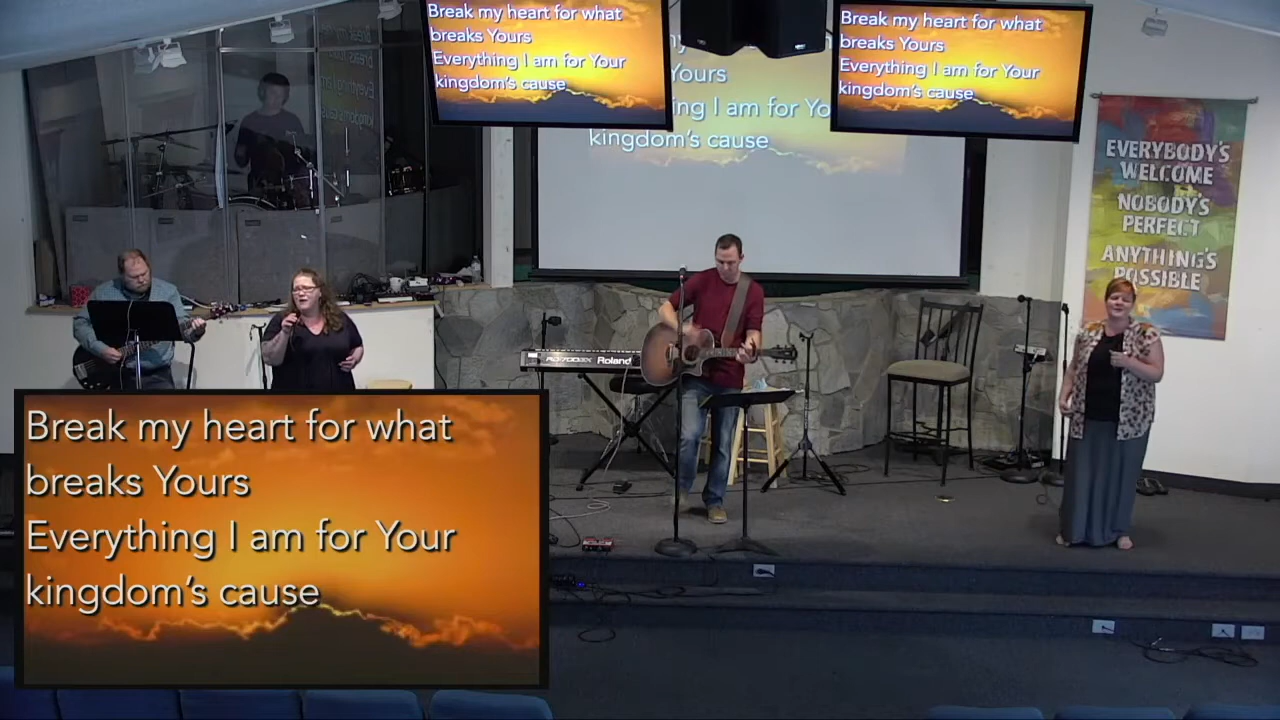 Break my heart for what
breaks Yours
Everything I am for Your
kingdom's cause
Break my heart for what
breaks Yours
Everything I am for Your
kingdom's cause
Yours
ing I am for Yo
kingdom's cause
EVERYBODY'S
WELCOME
NOBODY'S
PERFECT
ANYTHING'S
POSSIBLE
Roland
Break my heart for what
breaks Yours
Everything I am for Your
kingdom's cause